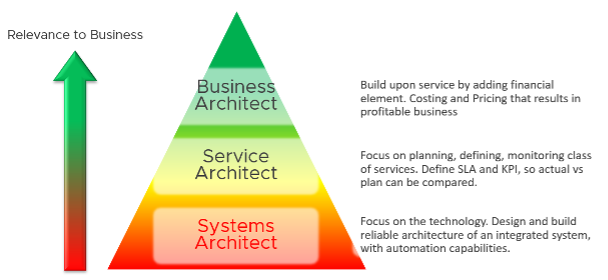 Relevance to Business
Business
Architect
Build upon service by adding financial
element. Costing and Pricing that results in
profitable business
Service
Architect
Focus on planning, defining, monitoring class
of services. Define SLA and KPI, so actual vs
plan can be compared.
Systems
Architect
Focus on the technology. Design and build
reliable architecture of an integrated system,
with automation capabilities.